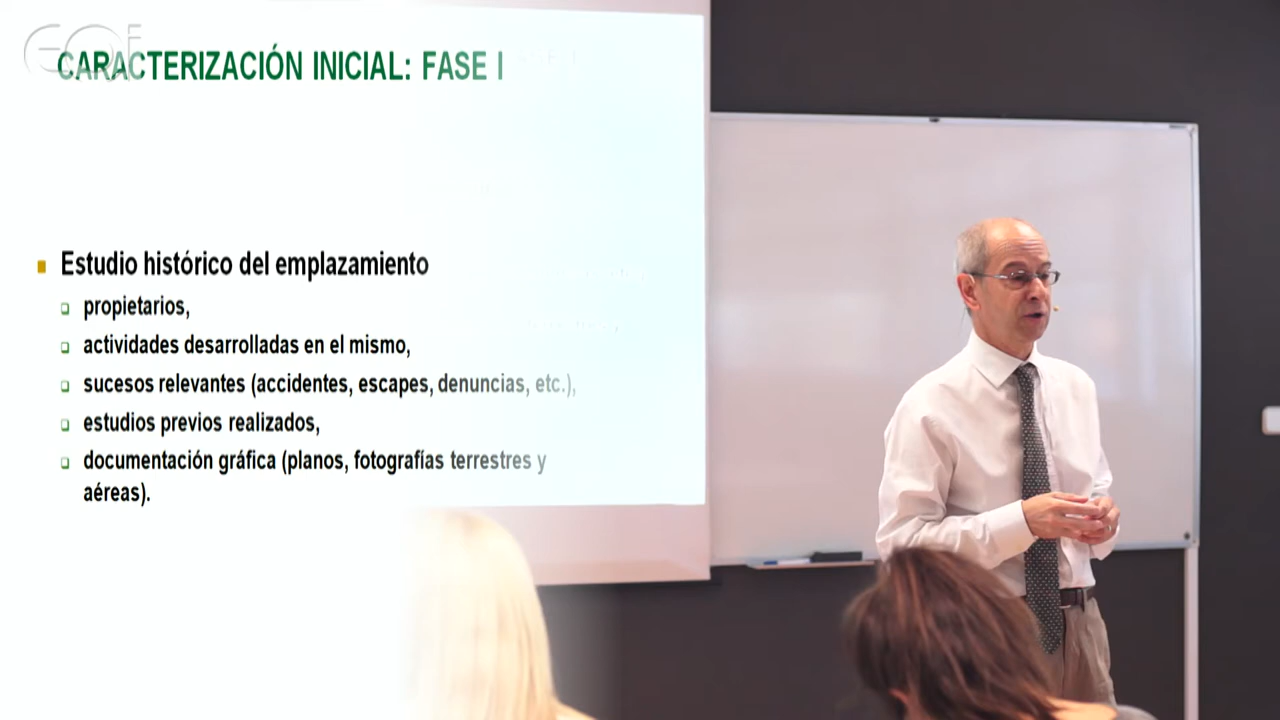 EOI
CARACTERIZACIÓN INICIAL: FASE I
Estudio histórico del emplazamiento
propietarios,
actividades desarrolladas en el mismo,
sucesos relevantes (accidentes, escapes, denuncias, etc.),
estudios previos realizados,
documentación gráfica (planos, fotografías terrestres y
aéreas).